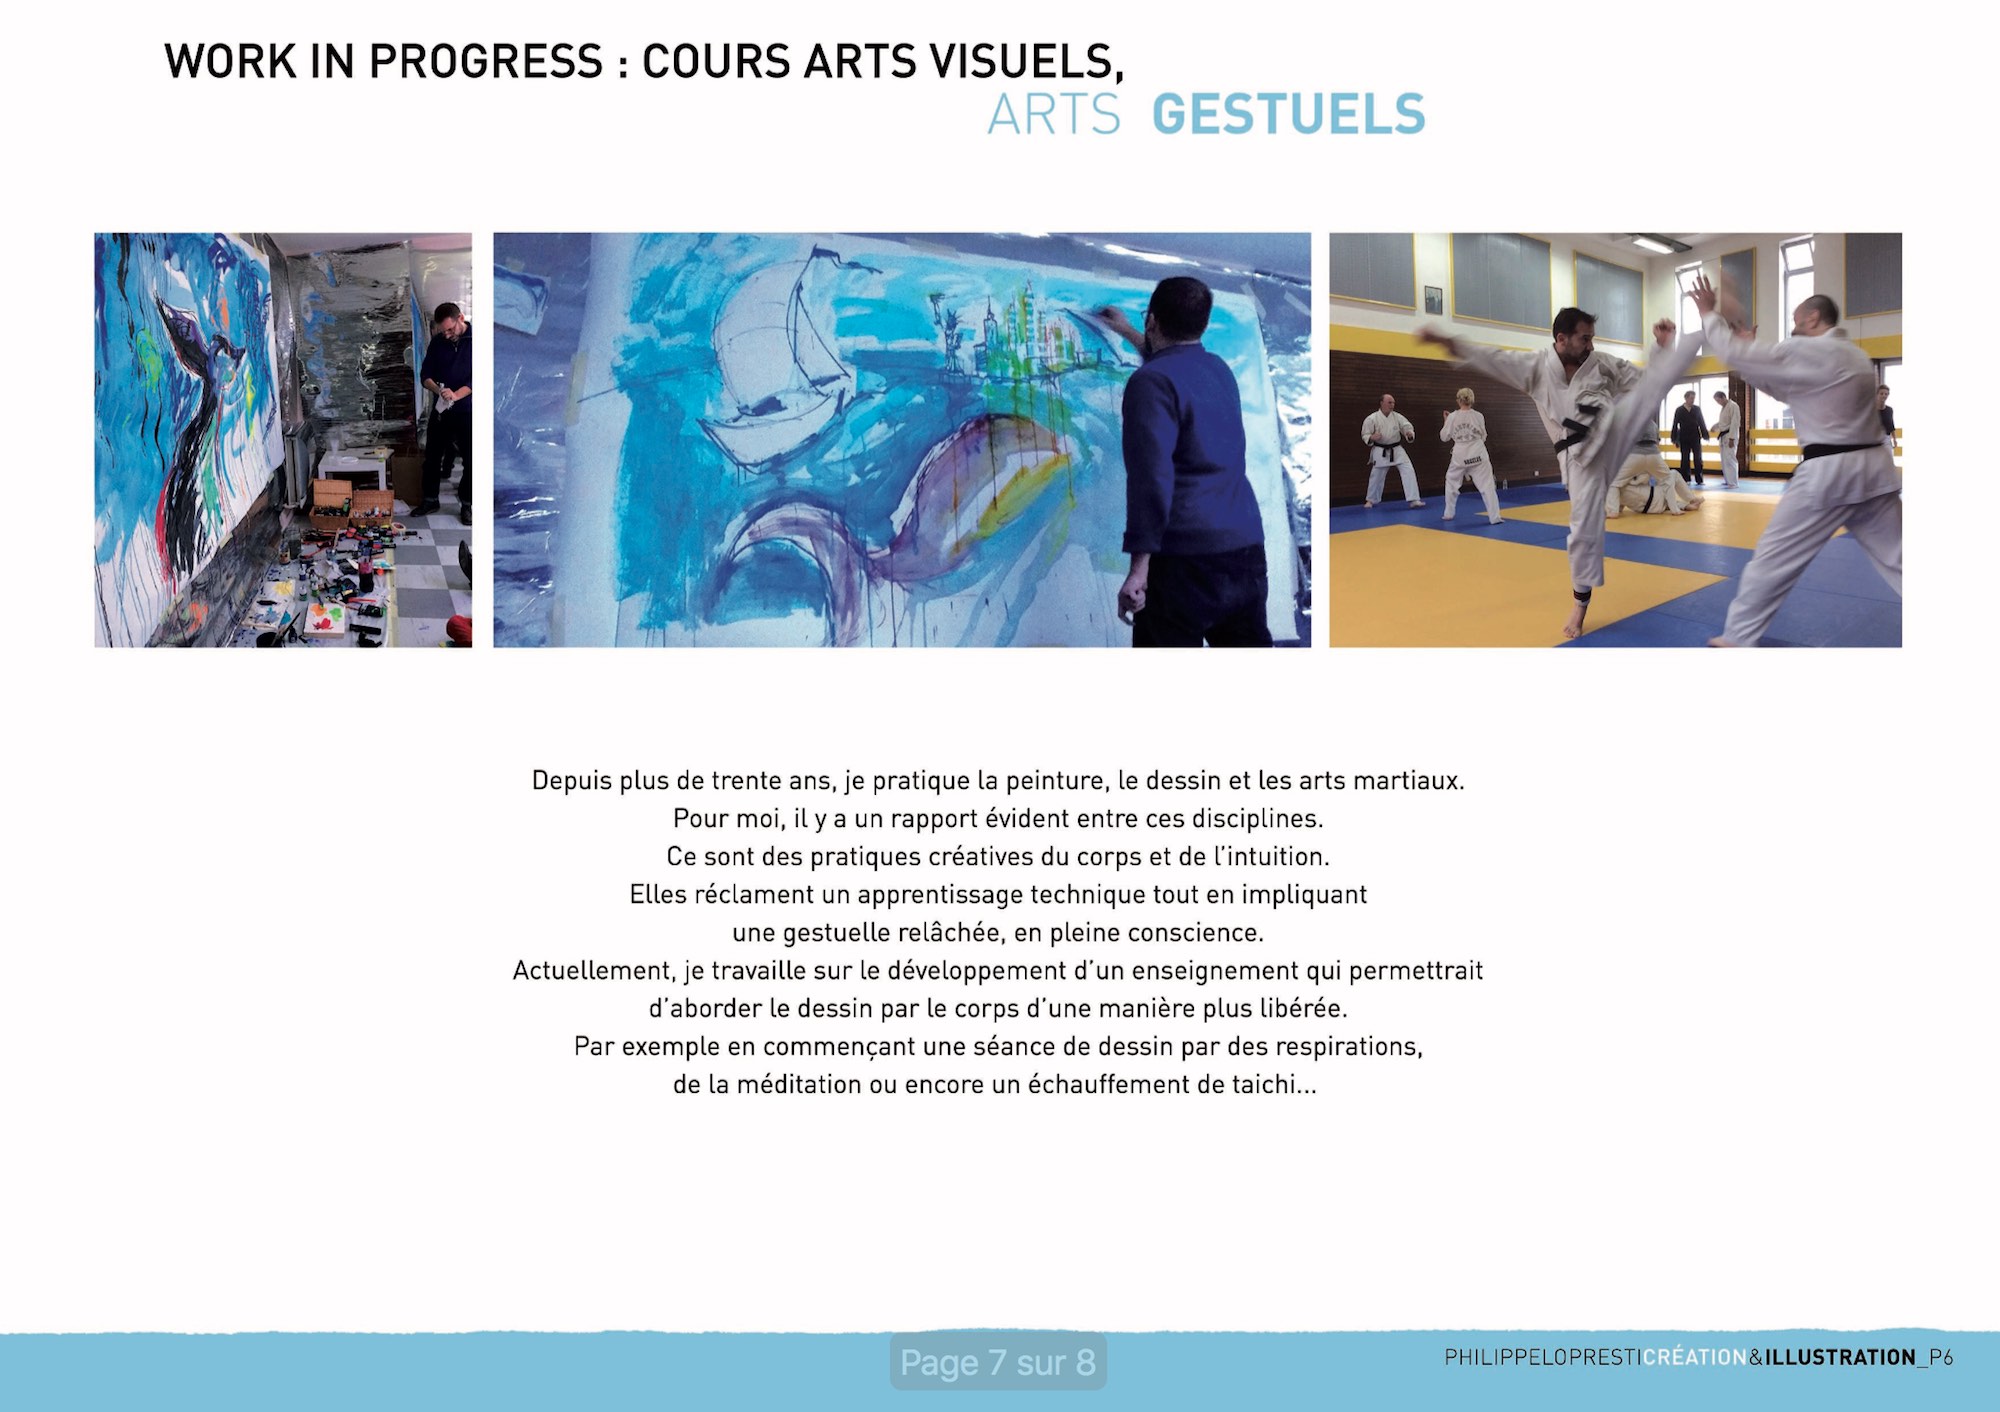 WORK IN PROGRESS : COURS ARTS VISUELS,
ARTS GESTUELS
Depuis plus de trente ans, je pratique la peinture, le dessin et les arts martiaux.
Pour moi, il y a un rapport évident entre ces disciplines.
Ce sont des pratiques créatives du corps et de l'intuition.
Elles réclament un apprentissage technique tout en impliquant
une gestuelle relâchée, en pleine conscience.
Actuellement, je travaille sur le développement d'un enseignement qui permettrait
d'aborder le dessin par le corps d'une manière plus libérée.
Par exemple en commençant une séance de dessin par des respirations,
de la méditation ou encore un échauffement de taichi...
Page 7 sur 8
PHILIPPELOPRESTICRÉATION&ILLUSTRATION_P6